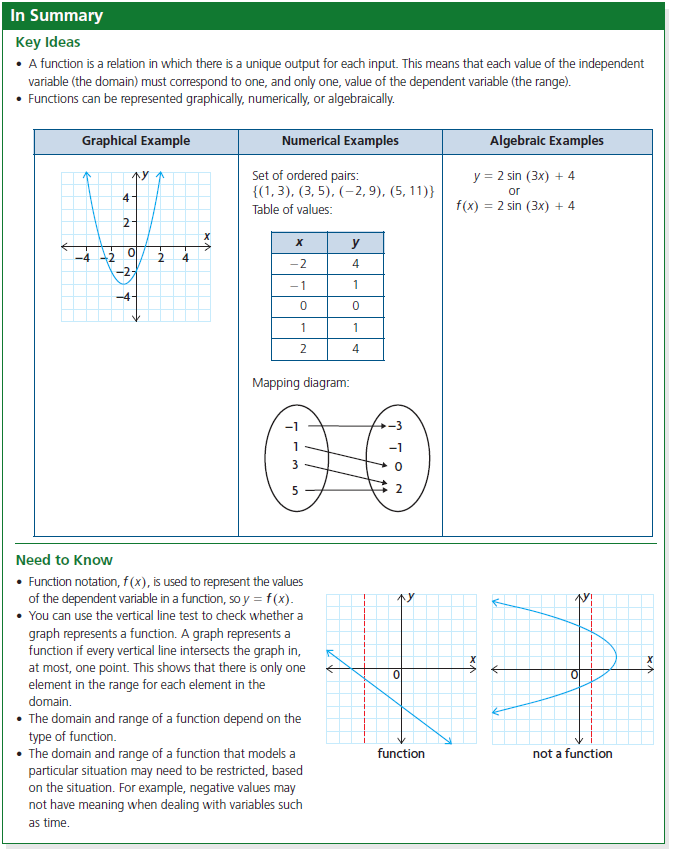 In Summary
Key Ideas
• A function is a relation in which there is a unique output for each input. This means that each value of the independent
variable (the domain) must correspond to one, and only one, value of the dependent variable (the range).
• Functions can be represented graphically, numerically, or algebraically.
Graphical Example
Numerical Examples
Algebraic Examples
y
4
2
x
-4 -2 0 2 4
-2
-4
Set of ordered pairs:
{(1, 3), (3, 5), (−2, 9), (5, 11)}
Table of values:
x y
−2 4
−1 1
0 0
1 1
2 4
Mapping diagram:
−1 −3
1 −1
3 0
5 2
y = 2 sin (3x) + 4
or
f(x) = 2 sin (3x) + 4
Need to Know
• Function notation, f(x), is used to represent the values
of the dependent variable in a function, so y = f(x).
• You can use the vertical line test to check whether a
graph represents a function. A graph represents a
function if every vertical line intersects the graph in,
at most, one point. This shows that there is only one
element in the range for each element in the
domain.
• The domain and range of a function depend on the
type of function.
• The domain and range of a function that models a
particular situation may need to be restricted, based
on the situation. For example, negative values may
not have meaning when dealing with variables such
as time.
y
x
0
function
y
x
0
not a function